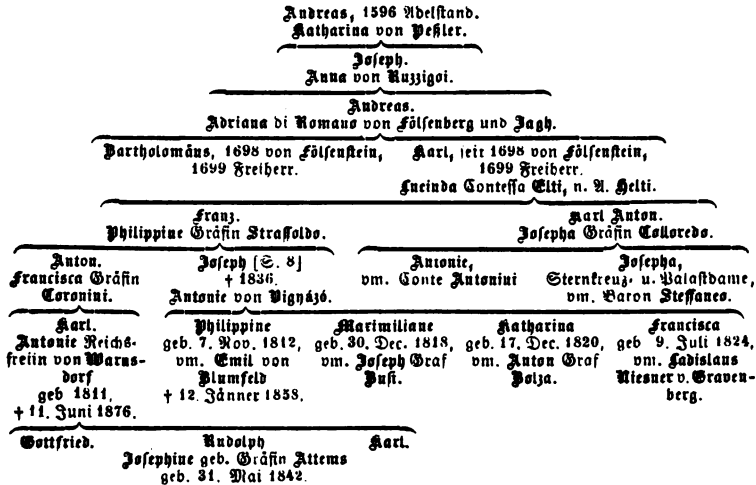 Andreas, 1596 Adelstand.
Katharina von Peßler.
Joseph.
Anna von Ruzzigoi.
Andreas.
Adriana di Romano von Fölsenberg und Jagh.
Bartholomäus, 1698 von Fölsenstein,
1699 Freiherr.
Karl, seit 1698 von Fölsenstein,
1699 Freiherr.
Lucinda Contessa Elti, n. A. Helti.
Franz.
Philippine Gräfin Strassoldo.
Karl Anton.
Josepha Gräfin Colloredo.
Anton.
Francisca Gräfin
Coronini.
Joseph [S. 8]
† 1836.
Antonie von Vignázó.
Antonie,
vm. Conte Antonini
Josepha,
Sternkreuz- u. Palastdame,
vm. Baron Steffaneo.
Karl.
Antonie Reichs-
freiin von Warns-
dorf
geb 1811,
† 11. Juni 1876.
Philippine
geb. 7. Nov. 1812,
vm. Emil von
Blumfeld
† 12. Jänner 1858.
Maximiliane
geb. 30. Dec. 1818,
vm. Joseph Graf
Busi.
Katharina
geb. 17. Dec. 1820,
vm. Anton Graf
Bolza.
Francisca
geb 9. Juli 1824,
vm. Ladislaus
Niesner v. Graven-
berg.
Gottfried.
Rudolph
Josephine geb. Gräfin Attems
geb. 31. Mai 1842.
Karl.